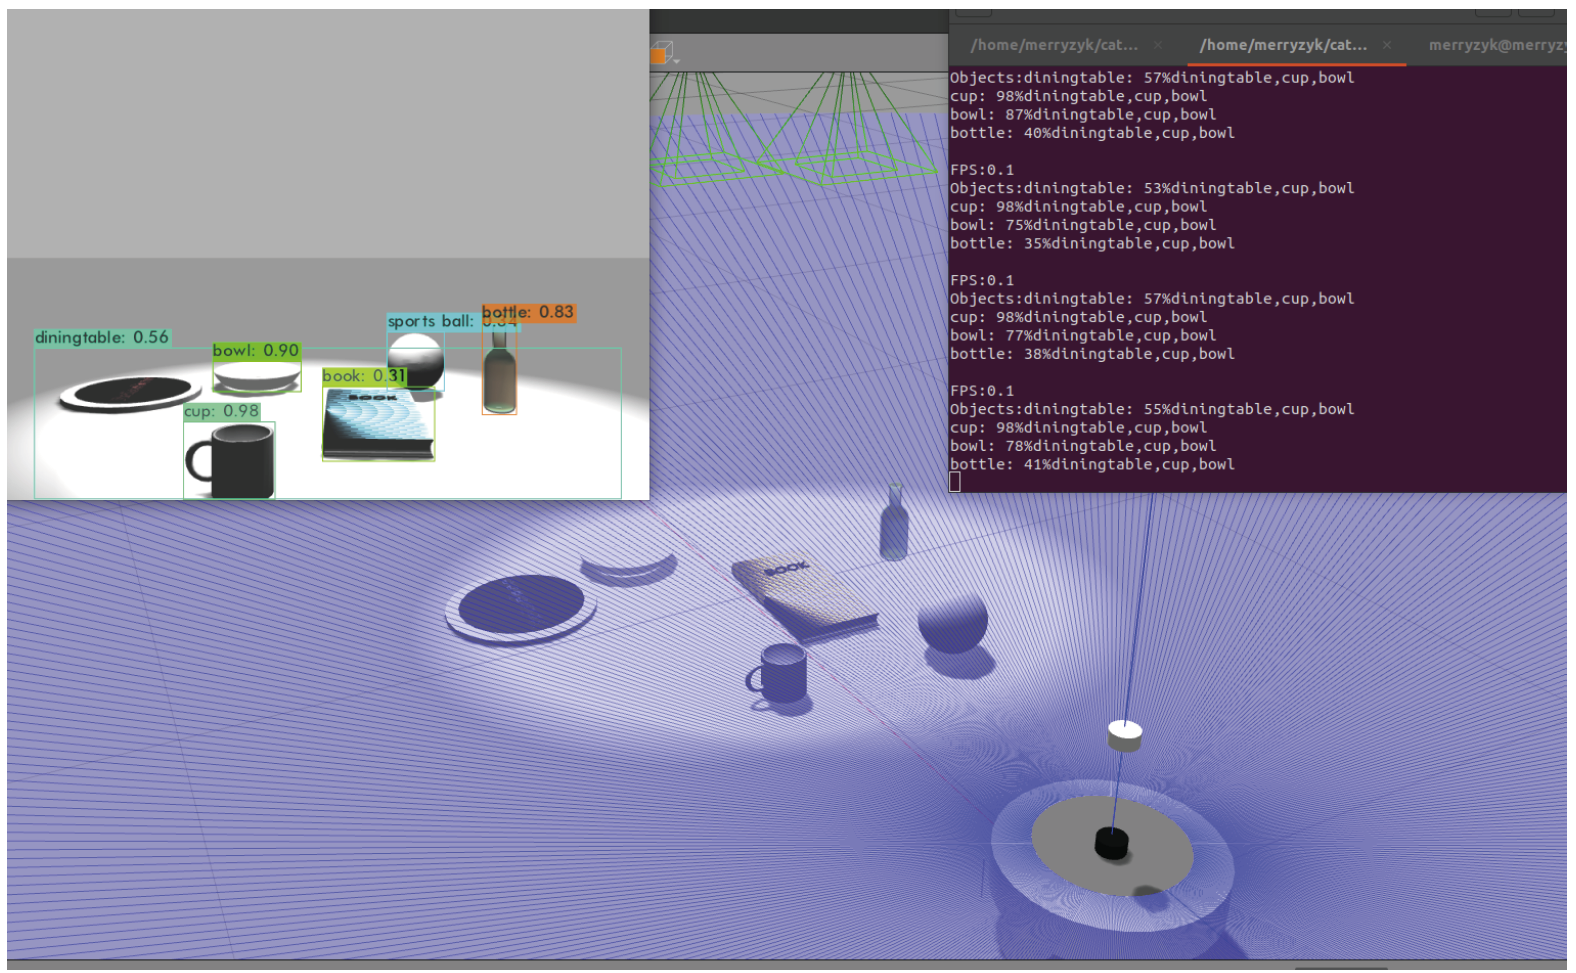 /home/merryzyk/cat... × /home/merryzyk/cat... × merryzyk@merryzy
Objects:diningtable: 57%diningtable,cup,bowl
cup: 98%diningtable,cup,bowl
bowl: 87%diningtable,cup,bowl
bottle: 40%diningtable,cup,bowl
FPS:0.1
Objects:diningtable: 53%diningtable,cup,bowl
cup: 98%diningtable,cup,bowl
bowl: 75%diningtable,cup,bowl
bottle: 35%diningtable,cup,bowl
FPS:0.1
Objects:diningtable: 57%diningtable,cup,bowl
cup: 98%diningtable,cup,bowl
bowl: 77%diningtable,cup,bowl
bottle: 38%diningtable,cup,bowl
FPS:0.1
Objects:diningtable: 55%diningtable,cup,bowl
cup: 98%diningtable,cup,bowl
bowl: 78%diningtable,cup,bowl
bottle: 41%diningtable,cup,bowl
bottle: 0.83
sports ball:
diningtable: 0.56
bowl: 0.90
book: 0.31
BOOK
cup: 0.98
BOOK